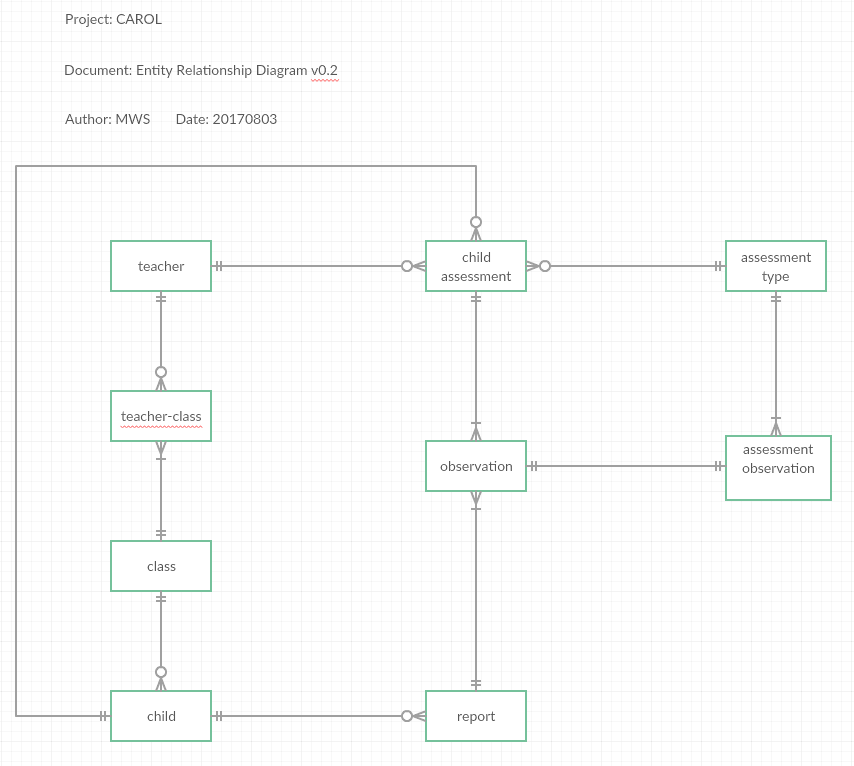 Project: CAROL
Document: Entity Relationship Diagram v0.2
Author: MWS Date: 20170803
teacher
child
assessment
assessment
type
teacher-class
observation
assessment
observation
class
child
report